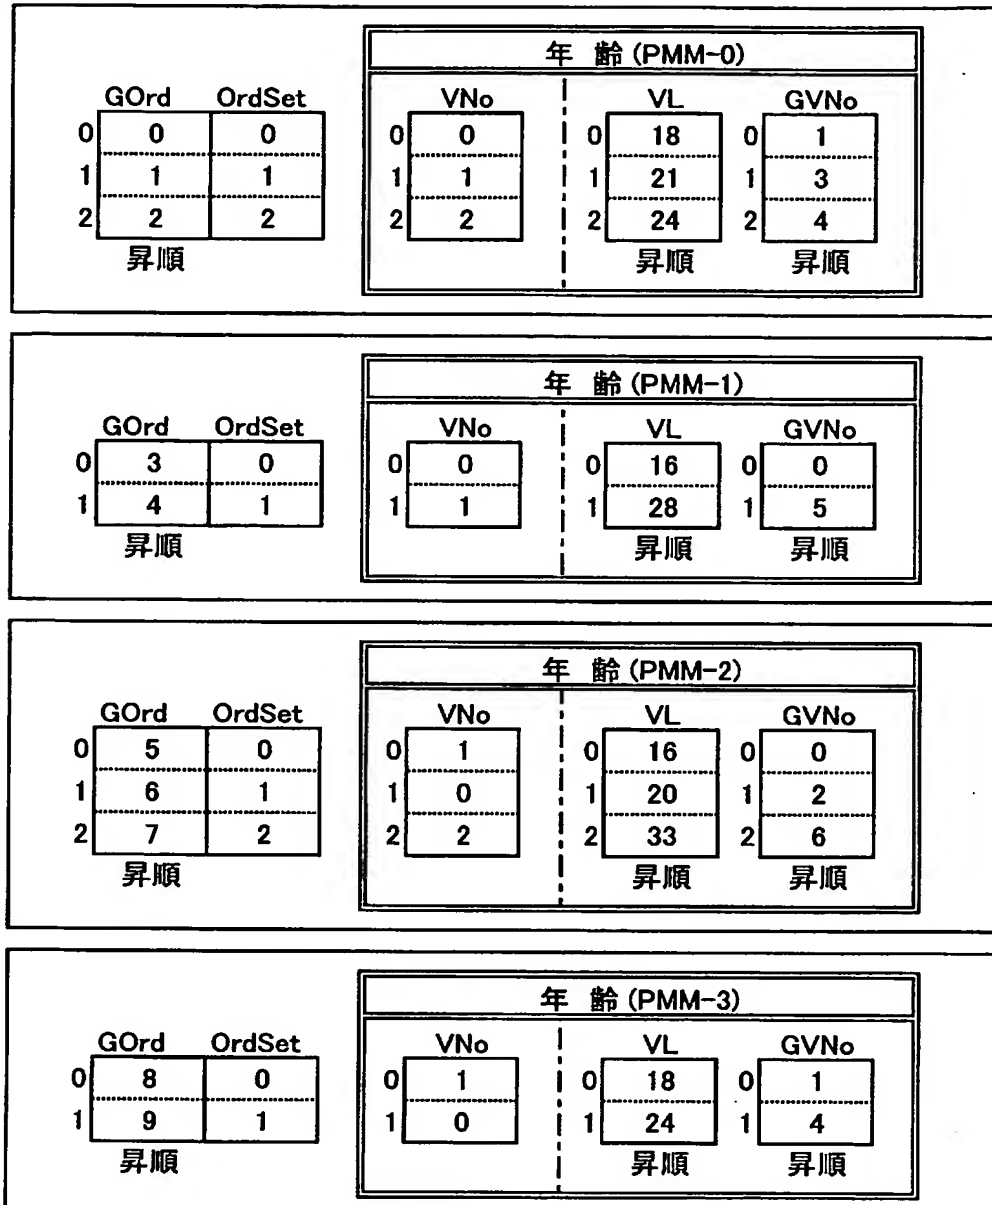 年 齢 (PMM-0)
GOrd OrdSet VNo VL GVNo
0 0 0 0 0 0 18 0 1
1 1 1 1 1 1 21 1 3
2 2 2 2 2 2 24 2 4
昇順 昇順 昇順
年 齢 (PMM-1)
GOrd OrdSet VNo VL GVNo
0 3 0 0 0 0 16 0 0
1 4 1 1 1 1 28 1 5
昇順 昇順 昇順
年 齢 (PMM-2)
GOrd OrdSet VNo VL GVNo
0 5 0 0 1 0 16 0 0
1 6 1 1 0 1 20 1 2
2 7 2 2 2 2 33 2 6
昇順 昇順 昇順
年 齢 (PMM-3)
GOrd OrdSet VNo VL GVNo
0 8 0 0 1 0 18 0 1
1 9 1 1 0 1 24 1 4
昇順 昇順 昇順